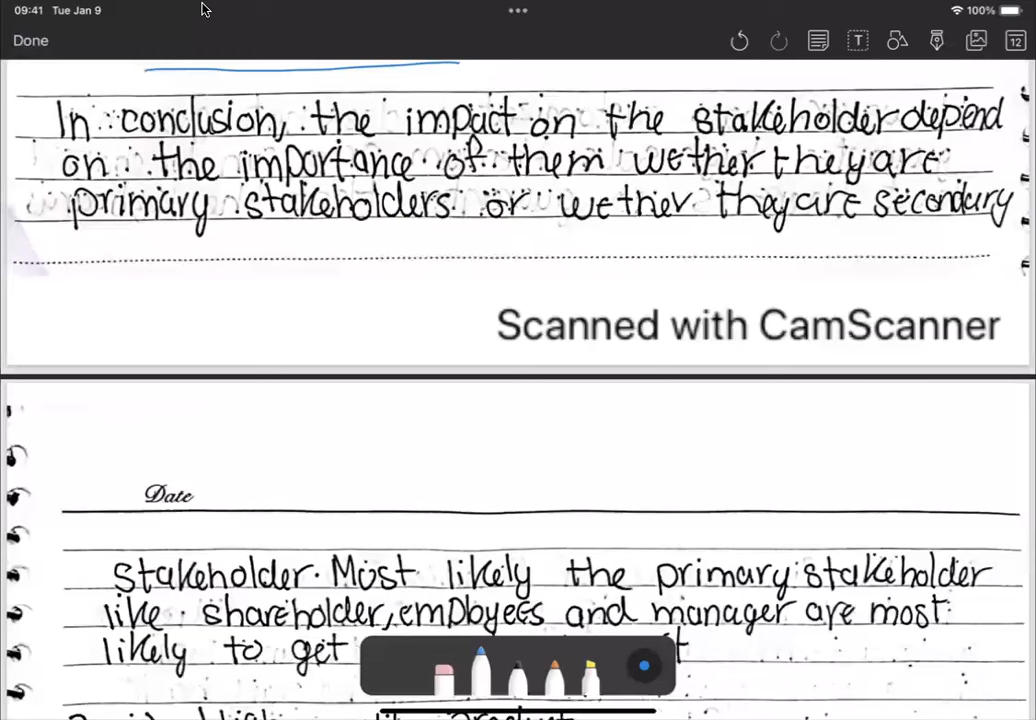 09:41 Tue Jan 9
100%
Done
T
12
In conclusion, the impact on the stakeholder depend
on the importance of them wether they are
primary stakeholders or wether they are secondary
Scanned with CamScanner
Date
stakeholder. Most likely the primary stakeholder
like shareholder, employees and manager are most
likely to get